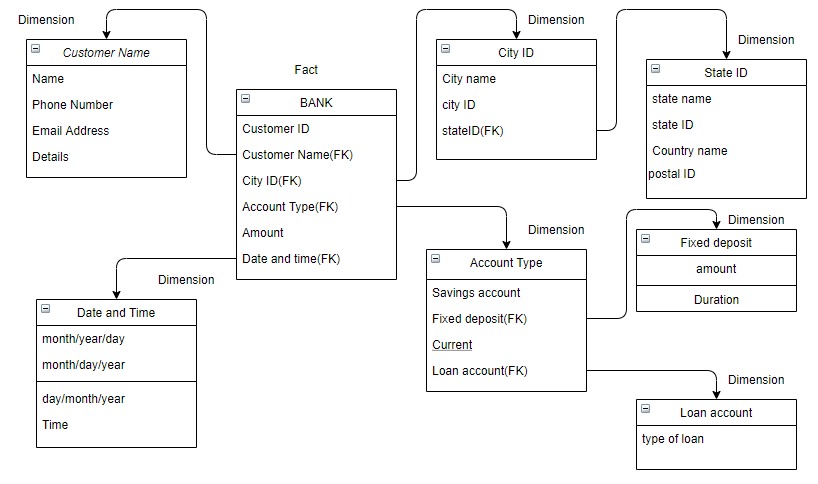 Dimension
Customer Name
Name
Phone Number
Email Address
Details
Fact
BANK
Customer ID
Customer Name(FK)
City ID(FK)
Account Type(FK)
Amount
Date and time(FK)
Dimension
City ID
City name
city ID
stateID(FK)
Dimension
State ID
state name
state ID
Country name
postal ID
Dimension
Date and Time
month/year/day
month/day/year
day/month/year
Time
Dimension
Account Type
Savings account
Fixed deposit(FK)
Current
Loan account(FK)
Dimension
Fixed deposit
amount
Duration
Dimension
Loan account
type of loan